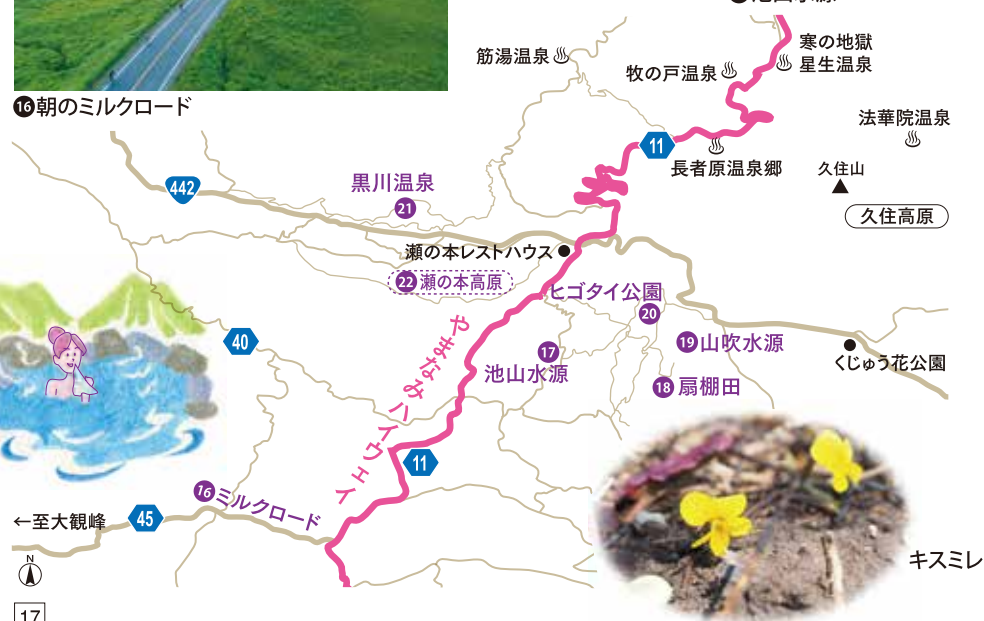 ⑯朝のミルクロード
筋湯温泉
牧の戸温泉
寒の地獄
星生温泉
法華院温泉
11
長者原温泉郷
久住山
久住高原
442
黒川温泉
21
瀬の本レストハウス
22 瀬の本高原
ヒゴタイ公園
20
19 山吹水源
くじゅう花公園
40
やまなみハイウェイ
17
池山水源
18 扇棚田
11
16 ミルクロード
←至大観峰
45
N
キスミレ
17